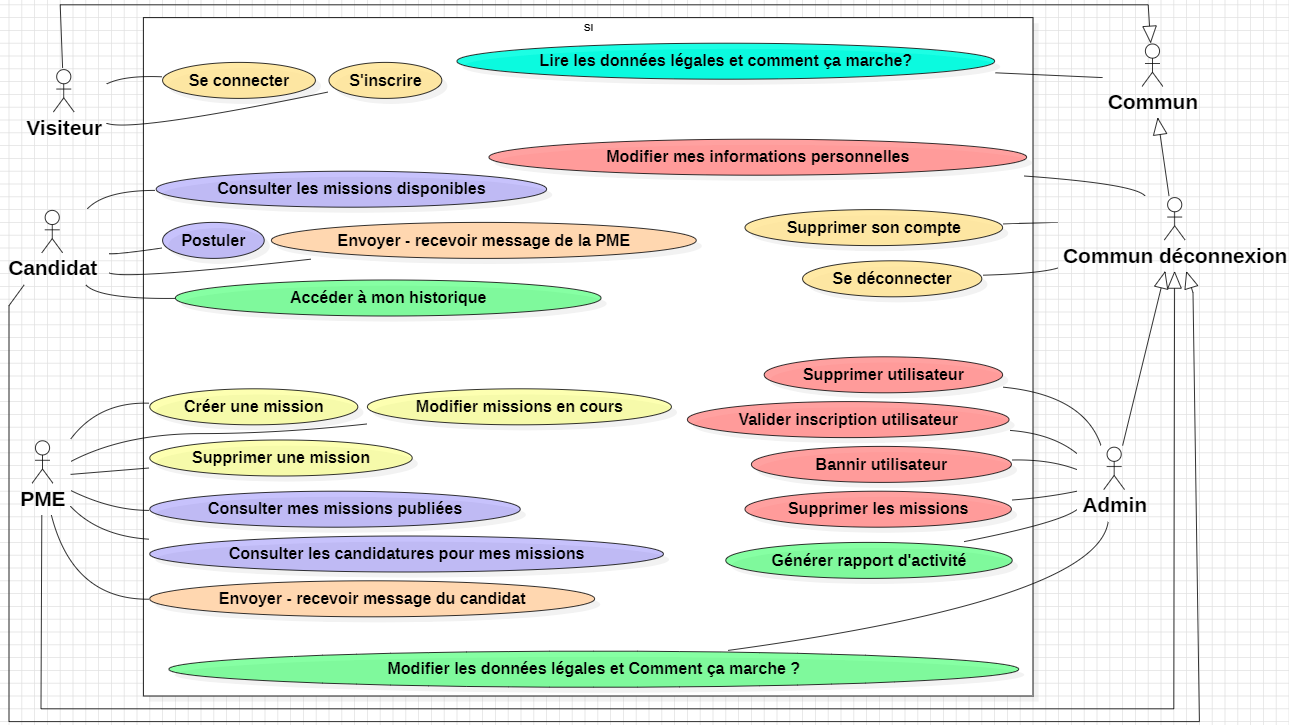 SI
Lire les données légales et comment ça marche?
Se connecter
S'inscrire
Commun
Visiteur
Modifier mes informations personnelles
Consulter les missions disponibles
Supprimer son compte
Postuler
Envoyer - recevoir message de la PME
Commun déconnexion
Candidat
Se déconnecter
Accéder à mon historique
Supprimer utilisateur
Créer une mission
Modifier missions en cours
Valider inscription utilisateur
Supprimer une mission
Bannir utilisateur
PME
Admin
Consulter mes missions publiées
Supprimer les missions
Consulter les candidatures pour mes missions
Générer rapport d'activité
Envoyer - recevoir message du candidat
Modifier les données légales et Comment ça marche ?